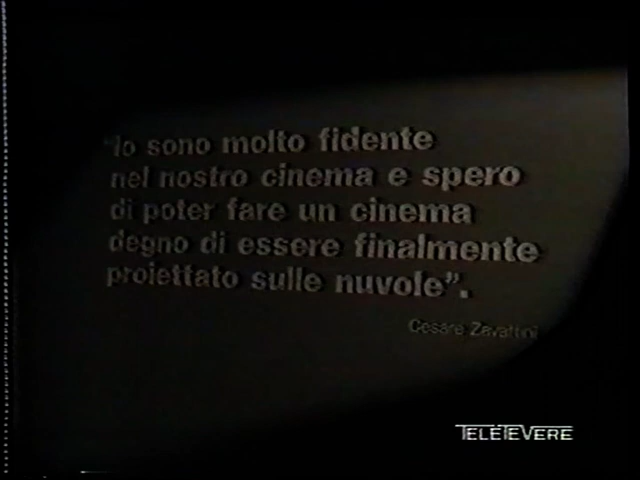 "Io sono molto fidente
nel nostro cinema e spero
di poter fare un cinema
degno di essere finalmente
proiettato sulle nuvole".
Cesare Zavattini
TELETEVERE